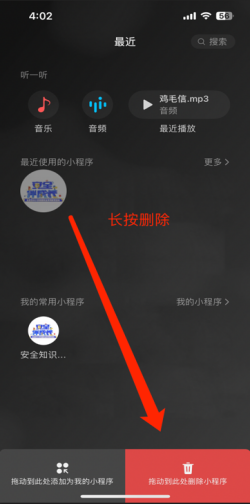 4:02
5G
最近
搜索
听一听
鸡毛信.mp3
音频
音乐
音频
最近播放
最近使用的小程序
更多 >
长按删除
我的常用小程序
我的小程序 >
安全知识...
拖动到此处添加为我的小程序
拖动到此处删除小程序